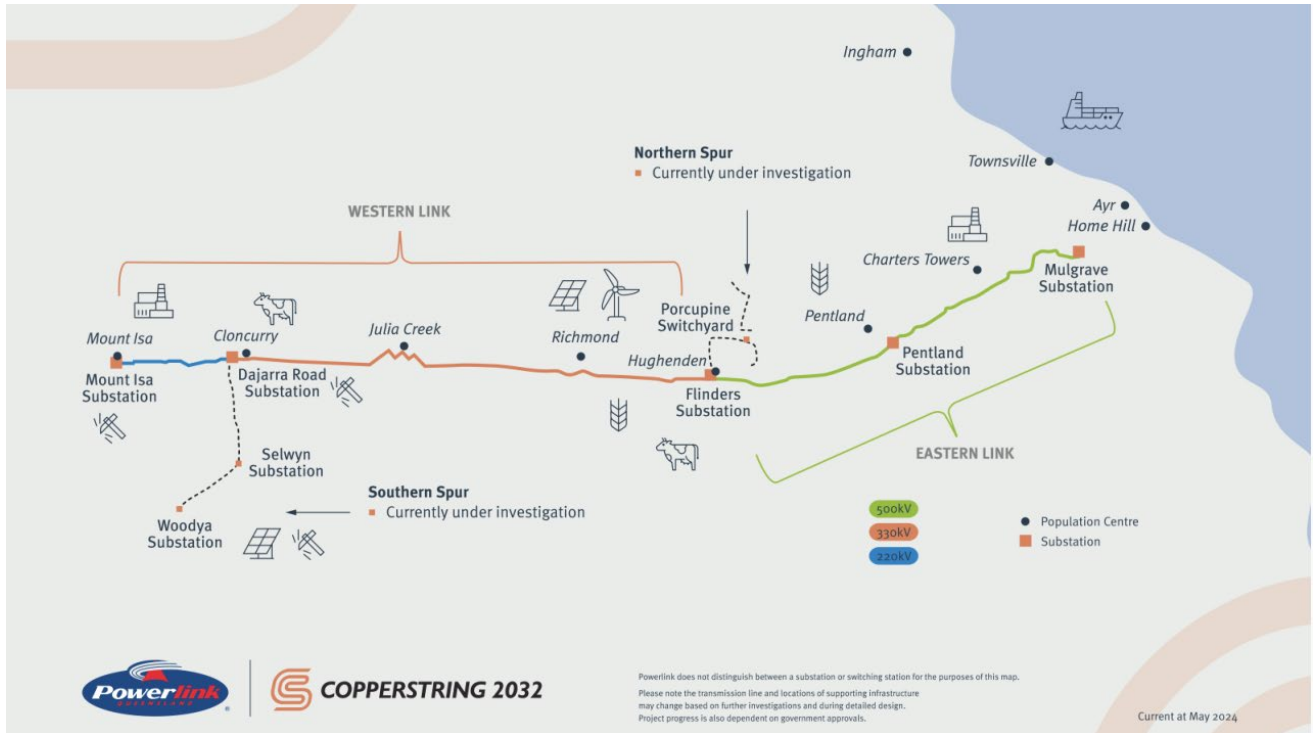 Ingham
Northern Spur
Currently under investigation
Townsville
WESTERN LINK
Ayr
Home Hill
Charters Towers
Mulgrave
Substation
Porcupine
Switchyard
Pentland
Mount Isa
Cloncurry
Julia Creek
Richmond
Hughenden
Pentland
Substation
Mount Isa
Substation
Dajarra Road
Substation
Flinders
Substation
EASTERN LINK
Selwyn
Substation
Southern Spur
Currently under investigation
Woodya
Substation
500kV
330kV
220kV
Population Centre
Substation
Powerlink
QUEENSLAND
®
COPPERSTRING 2032
Powerlink does not distinguish between a substation or switching station for the purposes of this map.
Please note the transmission line and locations of supporting infrastructure
may change based on further investigations and during detailed design.
Project progress is also dependent on government approvals.
Current at May 2024